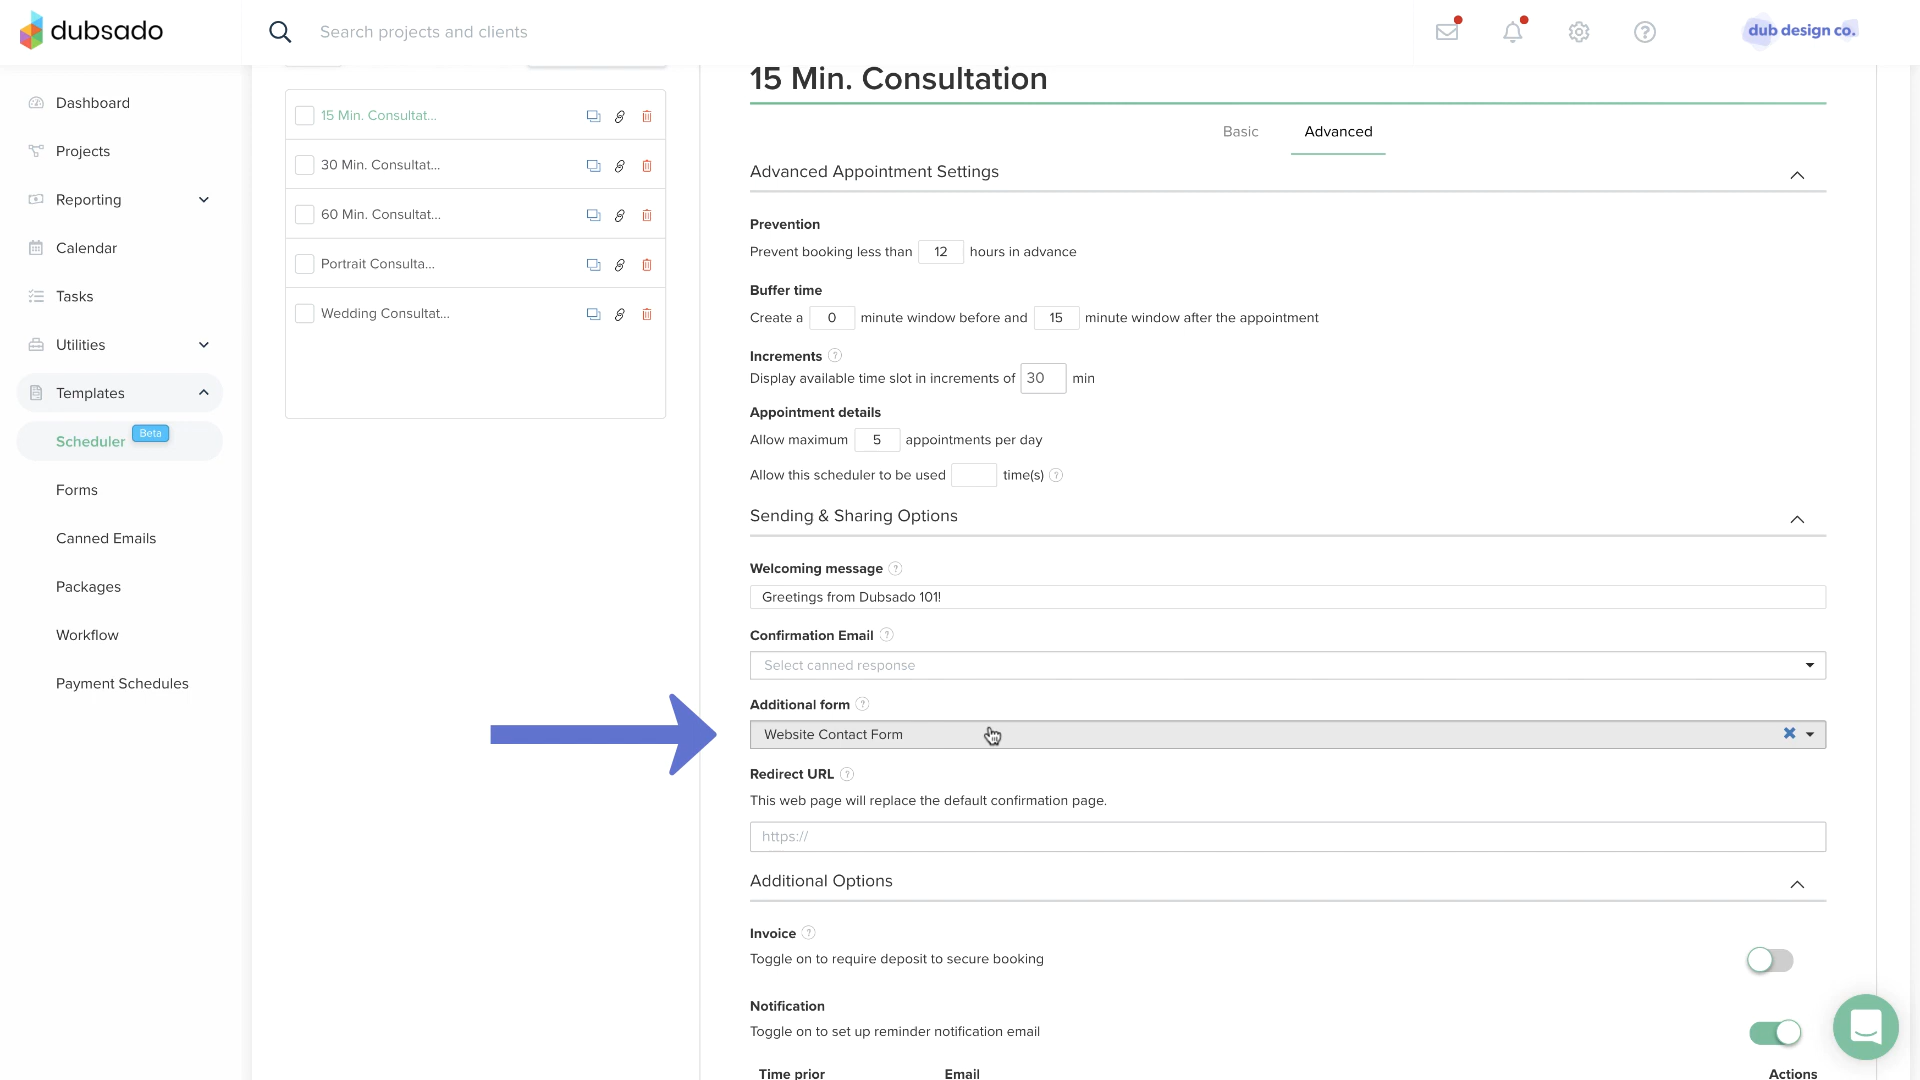 dubsado
Search projects and clients
dub design co.
Dashboard
Projects
Reporting
Calendar
Tasks
Utilities
Templates
Scheduler Beta
Forms
Canned Emails
Packages
Workflow
Payment Schedules
15 Min. Consultat...
30 Min. Consultat...
60 Min. Consultat...
Portrait Consulta...
Wedding Consultat...
15 Min. Consultation
Basic Advanced
Advanced Appointment Settings
Prevention
Prevent booking less than 12 hours in advance
Buffer time
Create a 0 minute window before and 15 minute window after the appointment
Increments ?
Display available time slot in increments of 30 min
Appointment details
Allow maximum 5 appointments per day
Allow this scheduler to be used time(s) ?
Sending & Sharing Options
Welcoming message ?
Greetings from Dubsado 101!
Confirmation Email ?
Select canned response
Additional form ?
Website Contact Form
Redirect URL ?
This web page will replace the default confirmation page.
https://
Additional Options
Invoice ?
Toggle on to require deposit to secure booking
Notification
Toggle on to set up reminder notification email
Time prior Email Actions